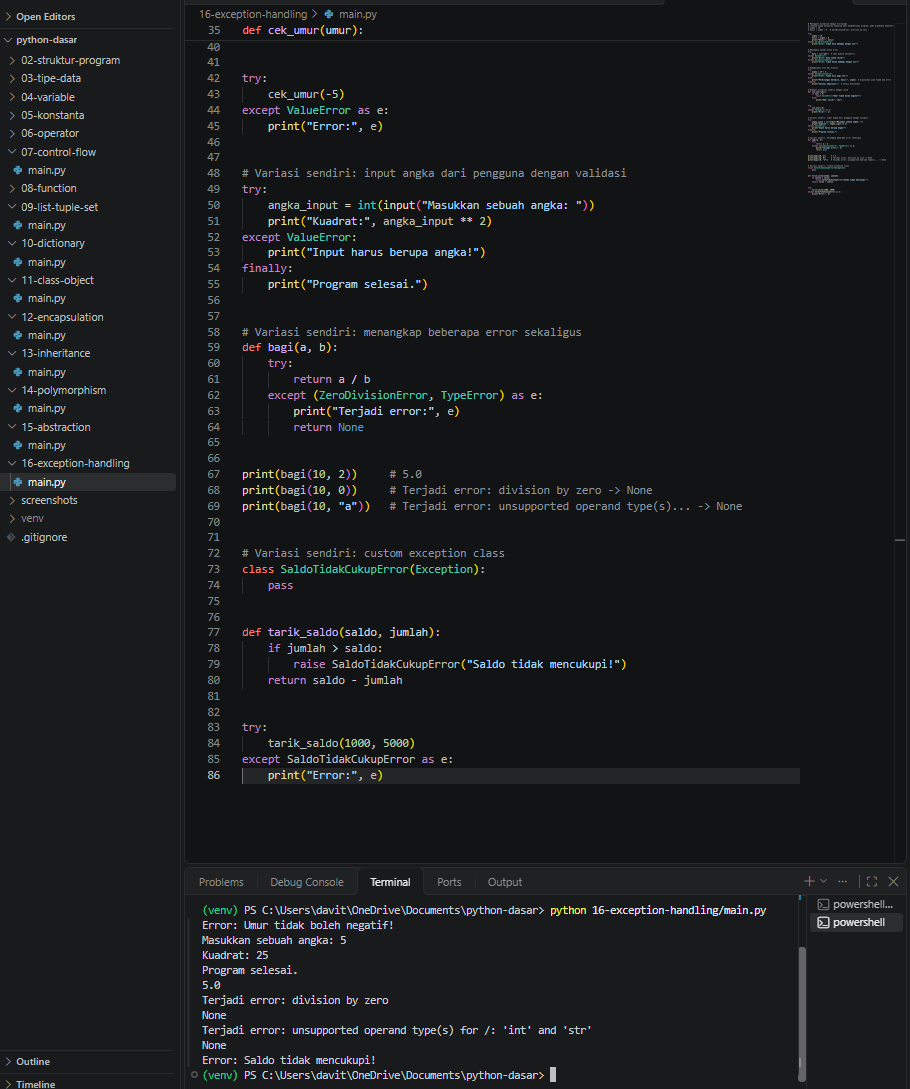 Open Editors
python-dasar
02-struktur-program
03-tipe-data
04-variable
05-konstanta
06-operator
07-control-flow
main.py
08-function
09-list-tuple-set
main.py
10-dictionary
main.py
11-class-object
main.py
12-encapsulation
main.py
13-inheritance
main.py
14-polymorphism
main.py
15-abstraction
main.py
16-exception-handling
main.py
screenshots
venv
.gitignore
Outline
Timeline
16-exception-handling > main.py
35 def cek_umur(umur):
40
41
42 try:
43     cek_umur(-5)
44 except ValueError as e:
45     print("Error:", e)
46
47
48 # Variasi sendiri: input angka dari pengguna dengan validasi
49 try:
50     angka_input = int(input("Masukkan sebuah angka: "))
51     print("Kuadrat:", angka_input ** 2)
52 except ValueError:
53     print("Input harus berupa angka!")
54 finally:
55     print("Program selesai.")
56
57
58 # Variasi sendiri: menangkap beberapa error sekaligus
59 def bagi(a, b):
60     try:
61         return a / b
62     except (ZeroDivisionError, TypeError) as e:
63         print("Terjadi error:", e)
64         return None
65
66
67 print(bagi(10, 2))     # 5.0
68 print(bagi(10, 0))     # Terjadi error: division by zero -> None
69 print(bagi(10, "a"))   # Terjadi error: unsupported operand type(s)... -> None
70
71
72 # Variasi sendiri: custom exception class
73 class SaldoTidakCukupError(Exception):
74     pass
75
76
77 def tarik_saldo(saldo, jumlah):
78     if jumlah > saldo:
79         raise SaldoTidakCukupError("Saldo tidak mencukupi!")
80     return saldo - jumlah
81
82
83 try:
84     tarik_saldo(1000, 5000)
85 except SaldoTidakCukupError as e:
86     print("Error:", e)
Problems Debug Console Terminal Ports Output
(venv) PS C:\Users\davit\OneDrive\Documents\python-dasar> python 16-exception-handling/main.py
Error: Umur tidak boleh negatif!
Masukkan sebuah angka: 5
Kuadrat: 25
Program selesai.
5.0
Terjadi error: division by zero
None
Terjadi error: unsupported operand type(s) for /: 'int' and 'str'
None
Error: Saldo tidak mencukupi!
(venv) PS C:\Users\davit\OneDrive\Documents\python-dasar>
powershell...
powershell